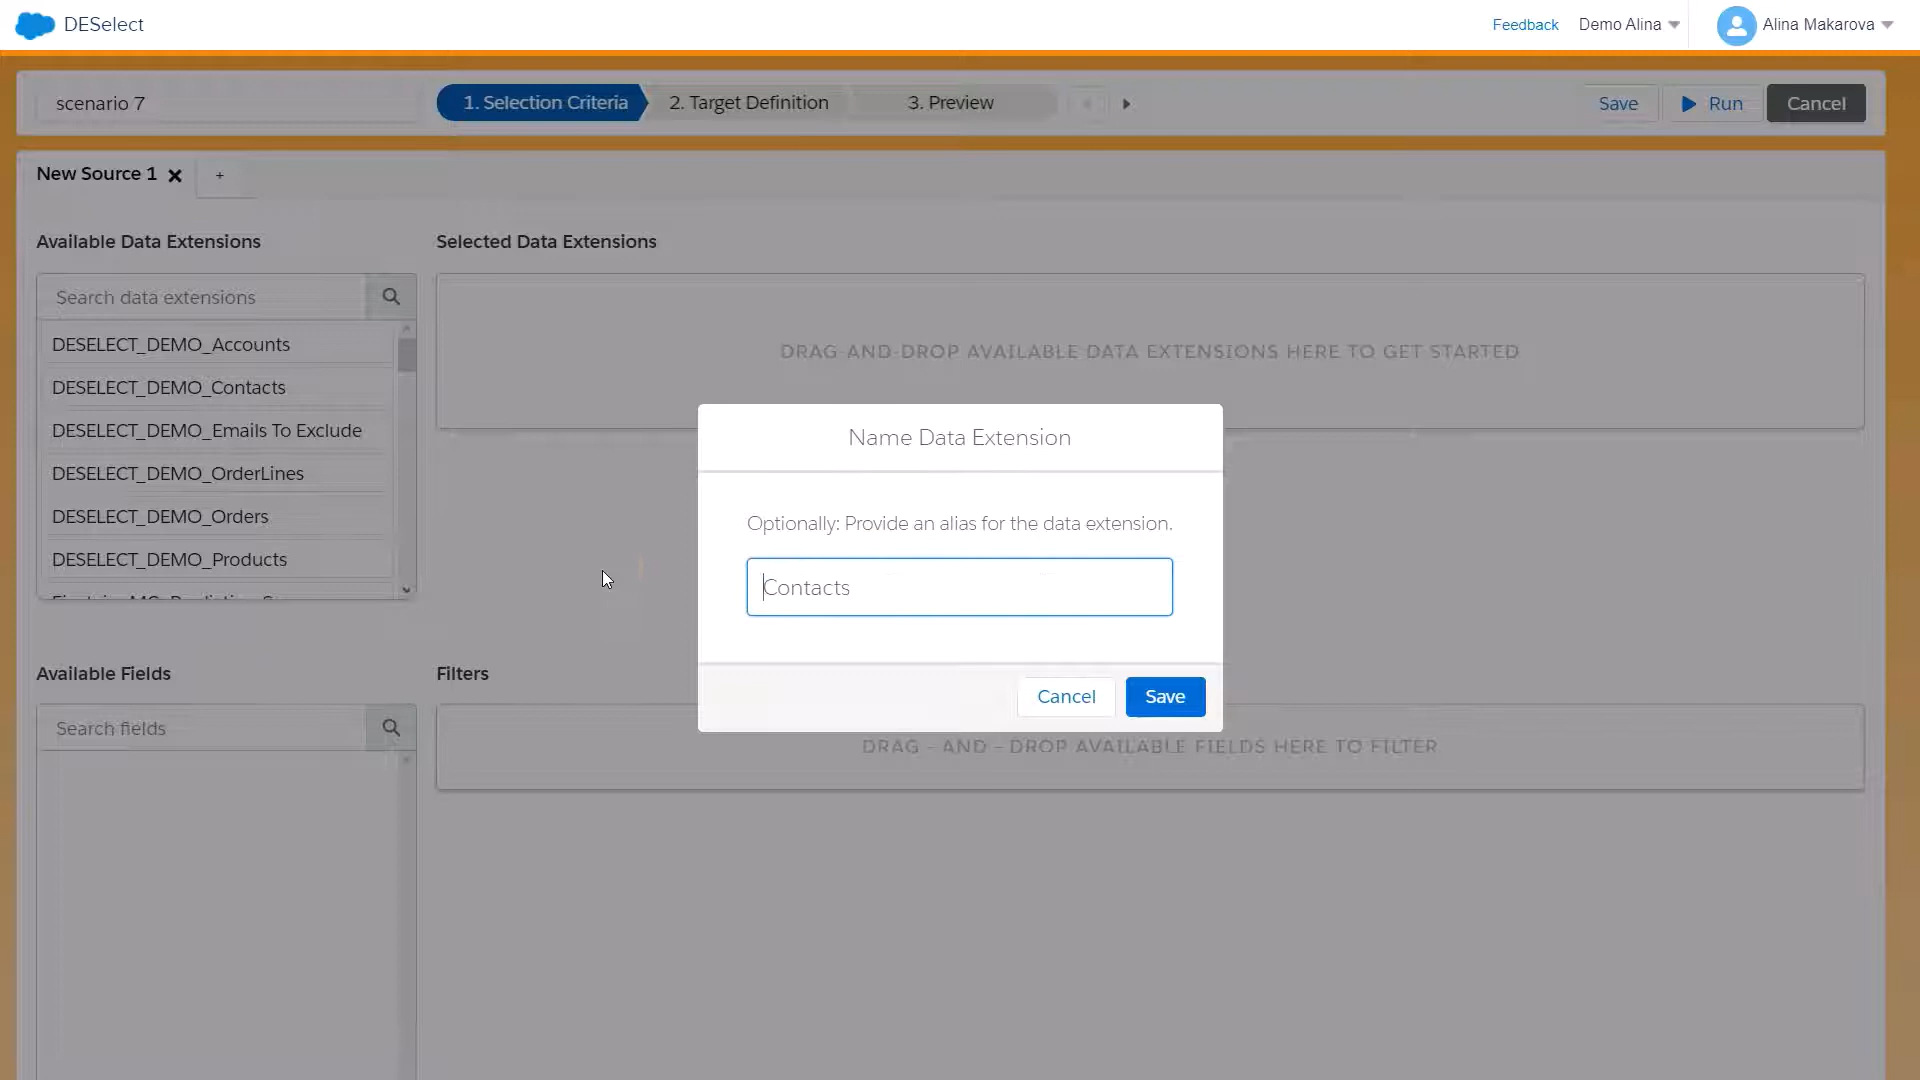 DESelect
Feedback
Demo Alina
Alina Makarova
scenario 7
1. Selection Criteria
2. Target Definition
3. Preview
Save
Run
Cancel
New Source 1
+
Available Data Extensions
Selected Data Extensions
Search data extensions
DESELECT_DEMO_Accounts
DESELECT_DEMO_Contacts
DESELECT_DEMO_Emails To Exclude
DESELECT_DEMO_OrderLines
DESELECT_DEMO_Orders
DESELECT_DEMO_Products
DRAG-AND-DROP AVAILABLE DATA EXTENSIONS HERE TO GET STARTED
Name Data Extension
Optionally: Provide an alias for the data extension.
Contacts
Cancel
Save
Available Fields
Filters
Search fields
DRAG - AND - DROP AVAILABLE FIELDS HERE TO FILTER